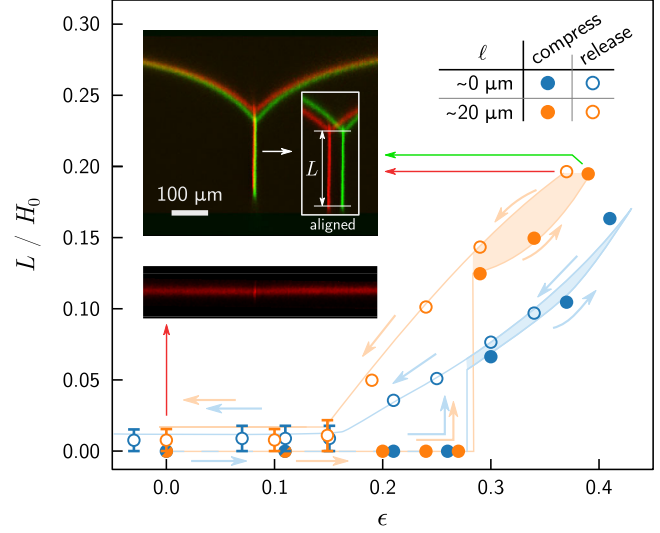 0.30
0.25
0.20
0.15
0.10
0.05
0.00
L / H₀
0.0
0.1
0.2
0.3
0.4
ϵ
ℓ compress release
~0 μm
~20 μm
100 μm
L
aligned